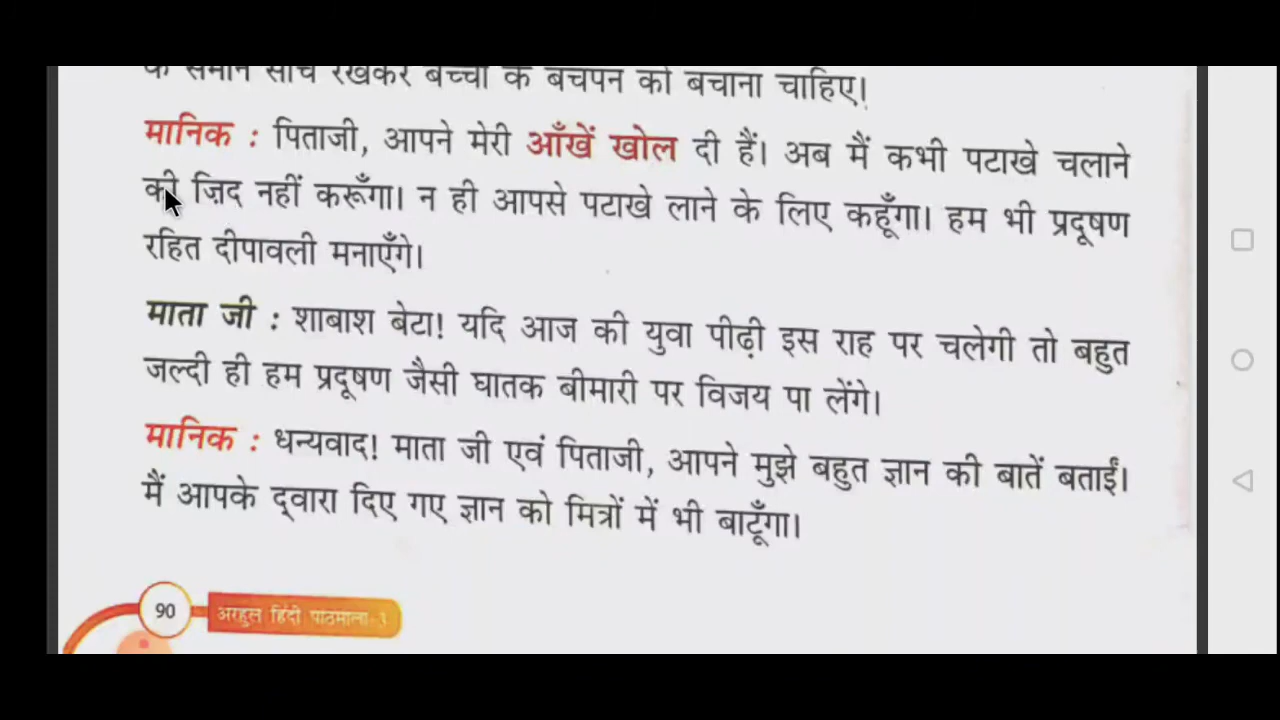 के समान सोच रखकर बच्चों के बचपन को बचाना चाहिए।
मानिक : पिताजी, आपने मेरी आँखें खोल दी हैं। अब मैं कभी पटाखे चलाने
की ज़िद नहीं करूँगा। न ही आपसे पटाखे लाने के लिए कहूँगा। हम भी प्रदूषण
रहित दीपावली मनाएँगे।
माता जी : शाबाश बेटा! यदि आज की युवा पीढ़ी इस राह पर चलेगी तो बहुत
जल्दी ही हम प्रदूषण जैसी घातक बीमारी पर विजय पा लेंगे।
मानिक : धन्यवाद! माता जी एवं पिताजी, आपने मुझे बहुत ज्ञान की बातें बताईं।
मैं आपके द्वारा दिए गए ज्ञान को मित्रों में भी बाटूँगा।
90 अरहुल हिंदी पाठमाला-3